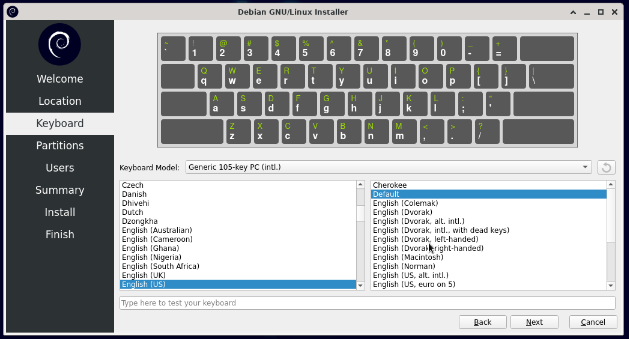 Debian GNU/Linux Installer
Welcome
Location
Keyboard
Partitions
Users
Summary
Install
Finish
~ ! @ # $ % ^ & * ( ) _ +
` 1 2 3 4 5 6 7 8 9 0 - =
Q W E R T Y U I O P { } |
q w e r t y u i o p [ ] \
A S D F G H J K L : "
a s d f g h j k l ; '
Z X C V B N M < > ?
z x c v b n m , . /
Keyboard Model: Generic 105-key PC (intl.)
Czech
Danish
Dhivehi
Dutch
Dzongkha
English (Australian)
English (Cameroon)
English (Ghana)
English (Nigeria)
English (South Africa)
English (UK)
English (US)
Cherokee
Default
English (Colemak)
English (Dvorak)
English (Dvorak, alt. intl.)
English (Dvorak, intl., with dead keys)
English (Dvorak, left-handed)
English (Dvorak, right-handed)
English (Macintosh)
English (Norman)
English (US, alt. intl.)
English (US, euro on 5)
Type here to test your keyboard
Back Next Cancel